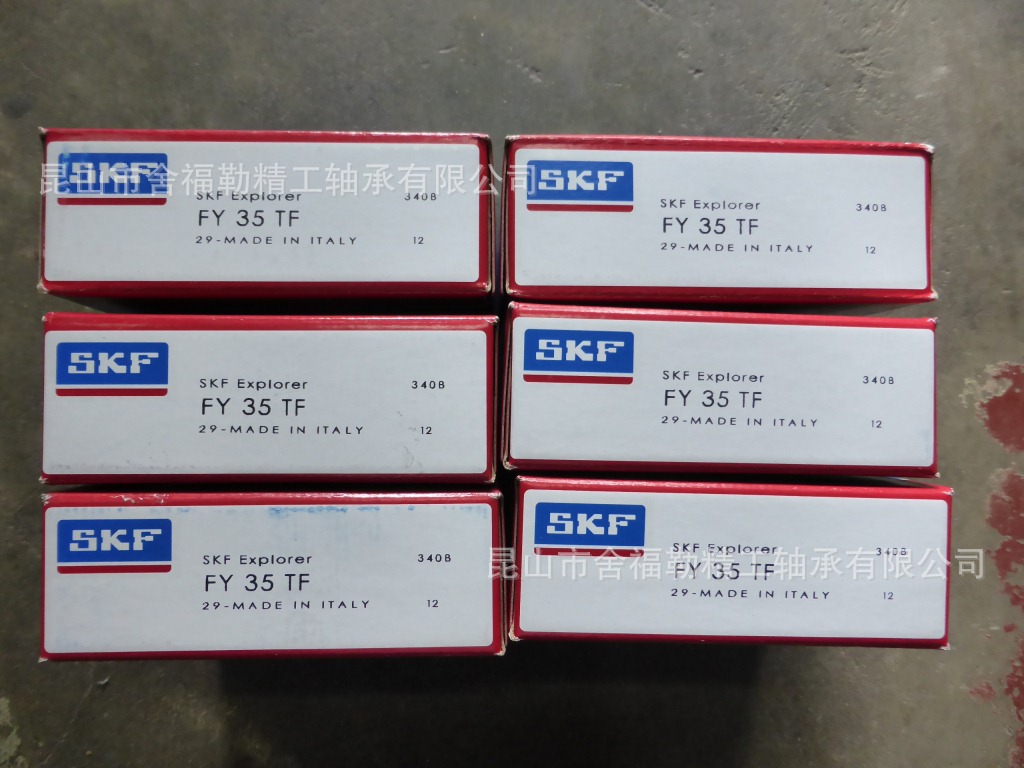 昆山市舍福勒精工轴承有限公司
SKF
SKF Explorer 340B
FY 35 TF
29-MADE IN ITALY 12
SKF
SKF Explorer 340B
FY 35 TF
29-MADE IN ITALY 12
SKF
SKF Explorer 340B
FY 35 TF
29-MADE IN ITALY 12
SKF
SKF Explorer 340B
FY 35 TF
29-MADE IN ITALY 12
SKF
SKF Explorer 340B
FY 35 TF
29-MADE IN ITALY 12
SKF
SKF Explorer 340B
FY 35 TF
29-MADE IN ITALY 12
昆山市舍福勒精工轴承有限公司